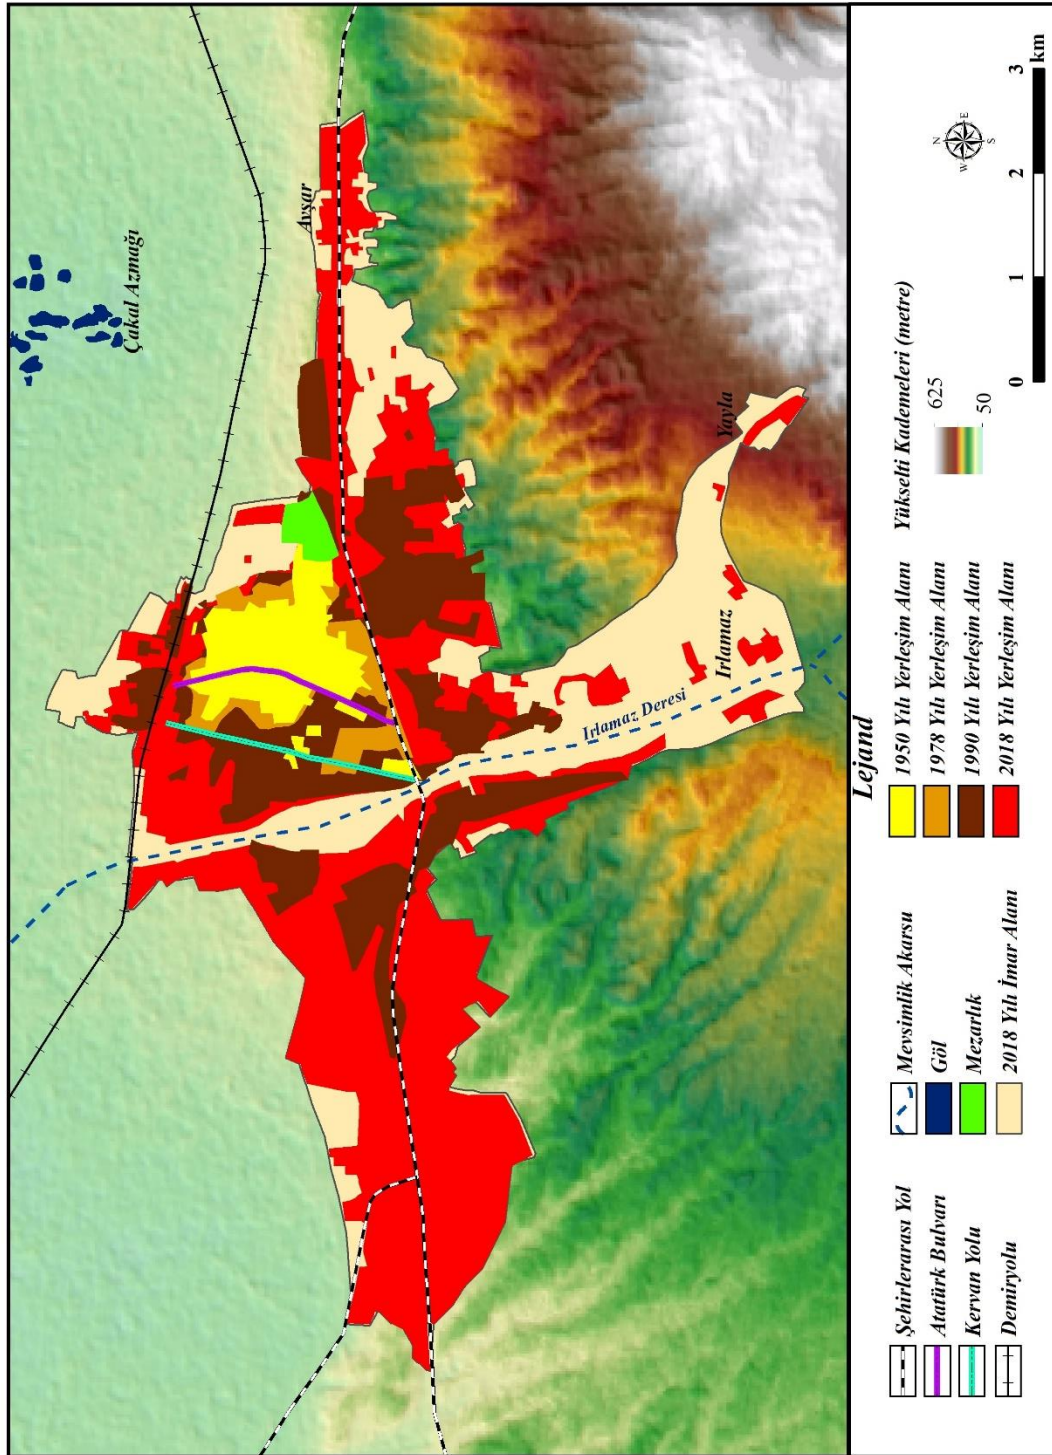 Çakal Azmağı
Avşar
Yayla
Irlamaz
Irlamaz Deresi
Lejand
Şehirlerarası Yol
Atatürk Bulvarı
Kervan Yolu
Demiryolu
Mevsimlik Akarsu
Göl
Mezarlık
2018 Yılı İmar Alanı
1950 Yılı Yerleşim Alanı
1978 Yılı Yerleşim Alanı
1990 Yılı Yerleşim Alanı
2018 Yılı Yerleşim Alanı
Yükselti Kademeleri (metre)
625
50
N
W E
S
0 1 2 3
km